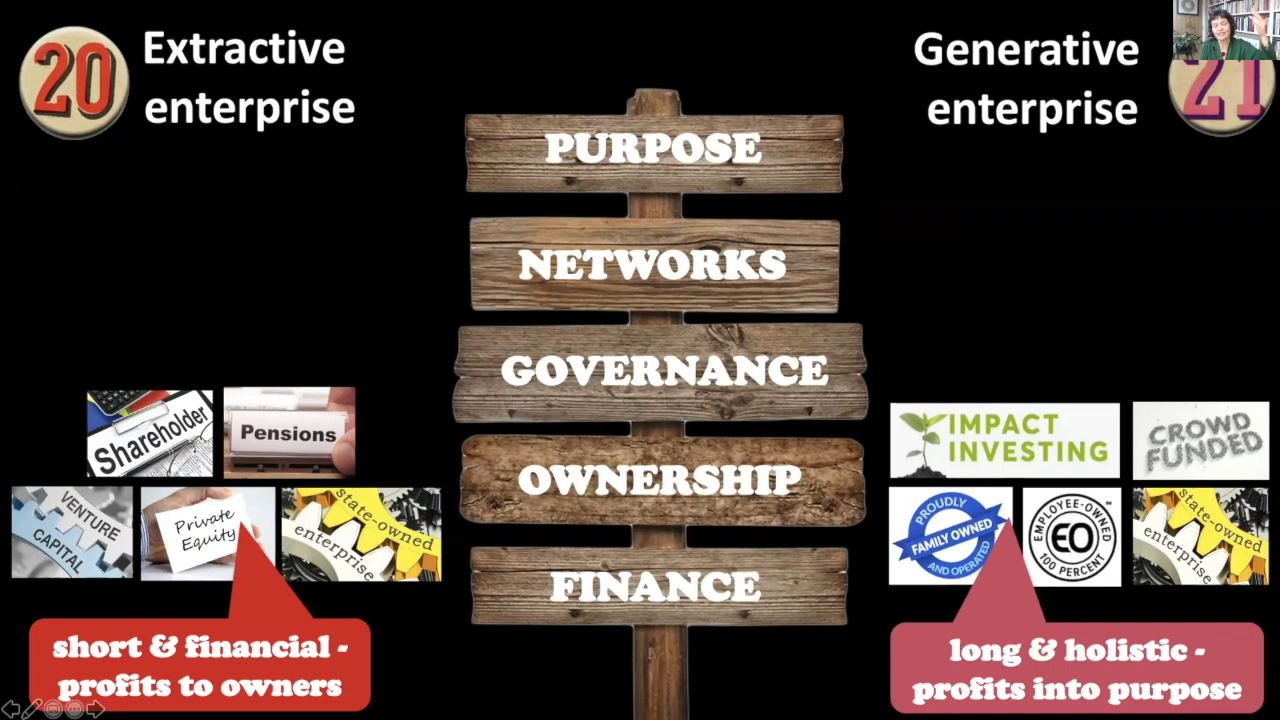 20
Extractive
enterprise
Generative
enterprise
21
PURPOSE
NETWORKS
GOVERNANCE
OWNERSHIP
FINANCE
Shareholder
Pensions
VENTURE
CAPITAL
Private
Equity
state-owned
enterprise
short & financial -
profits to owners
IMPACT
INVESTING
CROWD
FUNDED
PROUDLY
FAMILY OWNED
AND OPERATED
EMPLOYEE-OWNED
EO
100 PERCENT
state-owned
enterprise
long & holistic -
profits into purpose